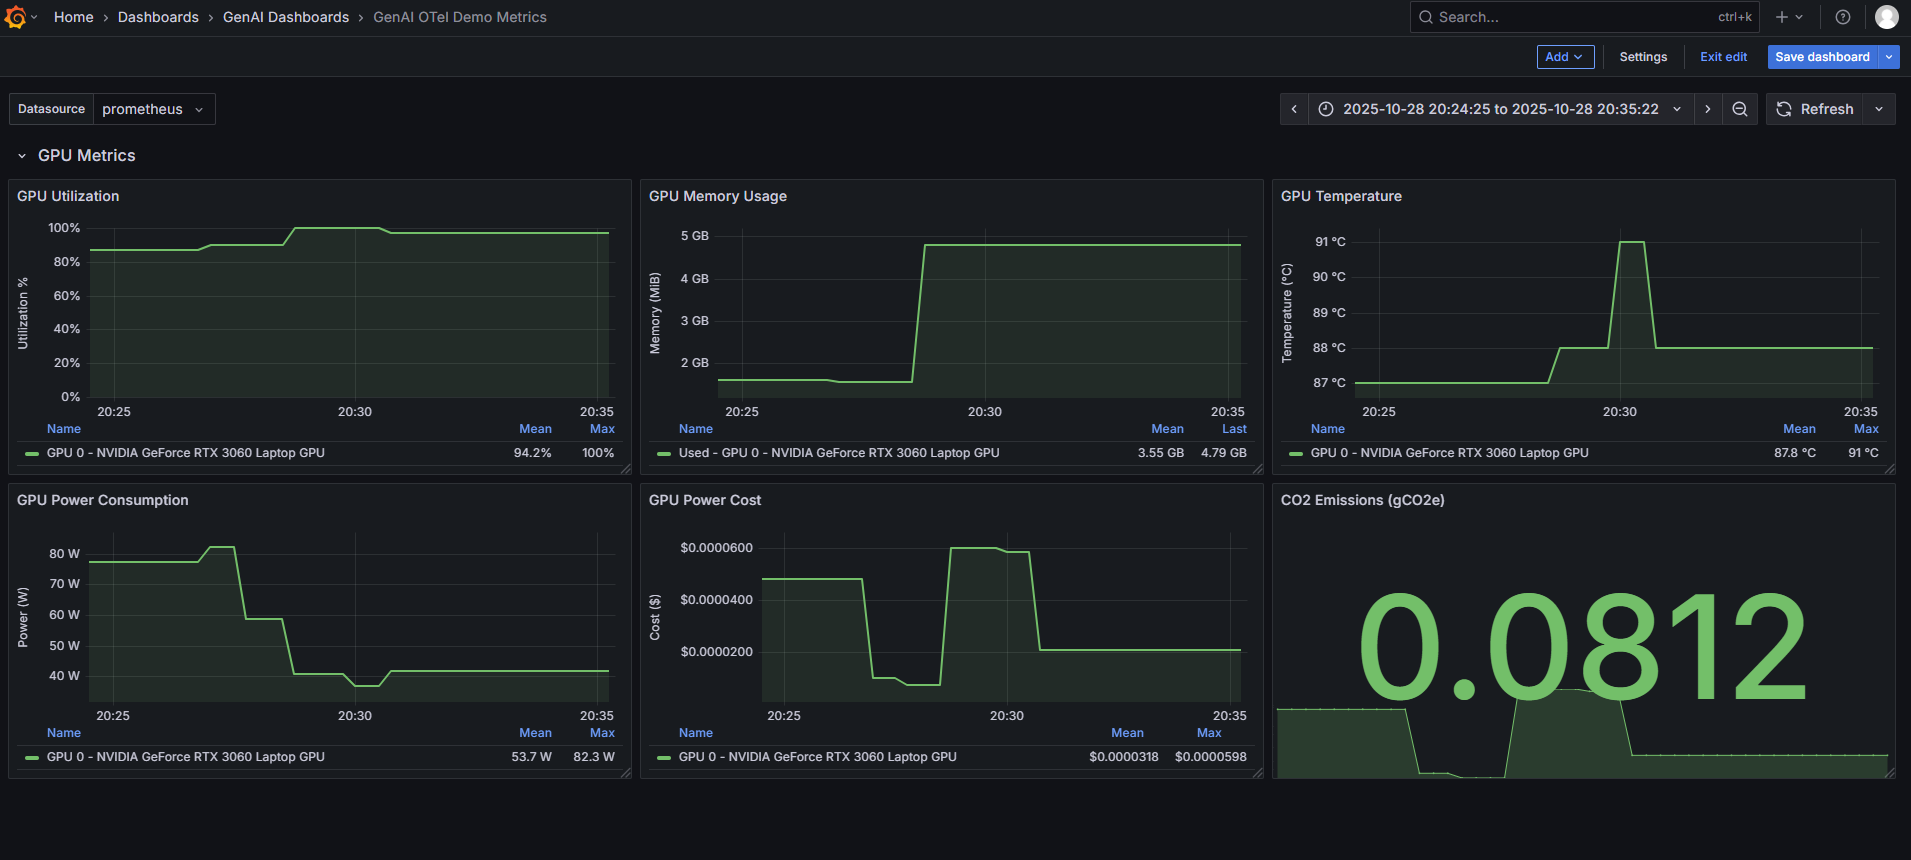 Home › Dashboards › GenAI Dashboards › GenAI OTel Demo Metrics
Search... ctrl+k
Add Settings Exit edit Save dashboard
Datasource prometheus
2025-10-28 20:24:25 to 2025-10-28 20:35:22 Refresh
GPU Metrics
GPU Utilization
Utilization %
100%
80%
60%
40%
20%
0%
20:25 20:30 20:35
Name Mean Max
GPU 0 - NVIDIA GeForce RTX 3060 Laptop GPU 94.2% 100%
GPU Memory Usage
Memory (MiB)
5 GB
4 GB
3 GB
2 GB
20:25 20:30 20:35
Name Mean Last
Used - GPU 0 - NVIDIA GeForce RTX 3060 Laptop GPU 3.55 GB 4.79 GB
GPU Temperature
Temperature (°C)
91 °C
90 °C
89 °C
88 °C
87 °C
20:25 20:30 20:35
Name Mean Max
GPU 0 - NVIDIA GeForce RTX 3060 Laptop GPU 87.8 °C 91 °C
GPU Power Consumption
Power (W)
80 W
70 W
60 W
50 W
40 W
20:25 20:30 20:35
Name Mean Max
GPU 0 - NVIDIA GeForce RTX 3060 Laptop GPU 53.7 W 82.3 W
GPU Power Cost
Cost ($)
$0.0000600
$0.0000400
$0.0000200
20:25 20:30 20:35
Name Mean Max
GPU 0 - NVIDIA GeForce RTX 3060 Laptop GPU $0.0000318 $0.0000598
CO2 Emissions (gCO2e)
0.0812